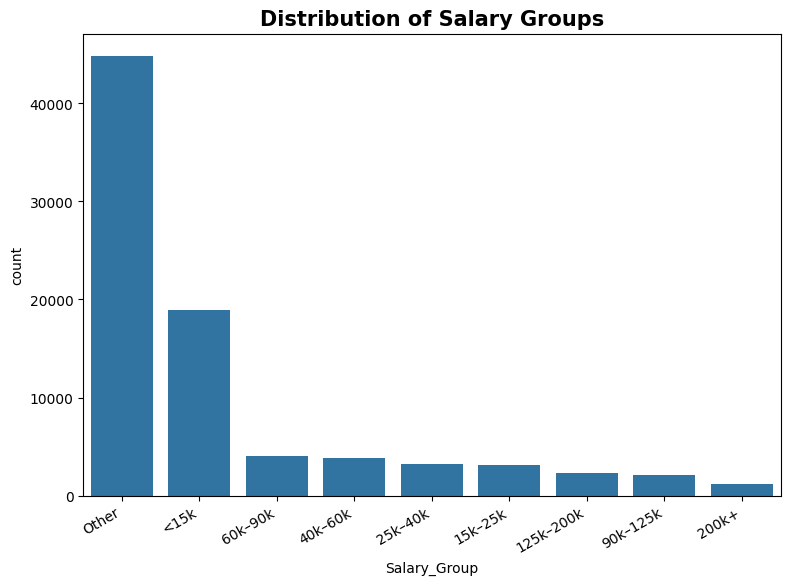 Distribution of Salary Groups
count
40000
30000
20000
10000
0
Other
<15k
60k–90k
40k–60k
25k–40k
15k–25k
125k–200k
90k–125k
200k+
Salary_Group